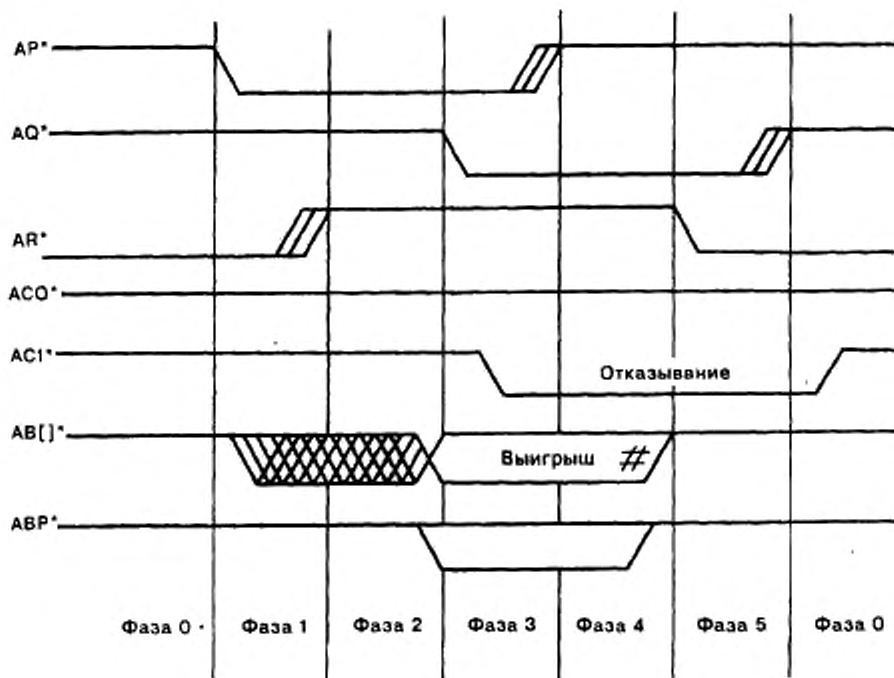 AP*
AQ*
AR*
AC0*
AC1*
Отказыввние
AB[]*
Выигрыш #
ABP*
Фаза 0 Фаза 1 Фаза 2 Фаза 3 Фаза 4 Фаза 5 Фаза 0